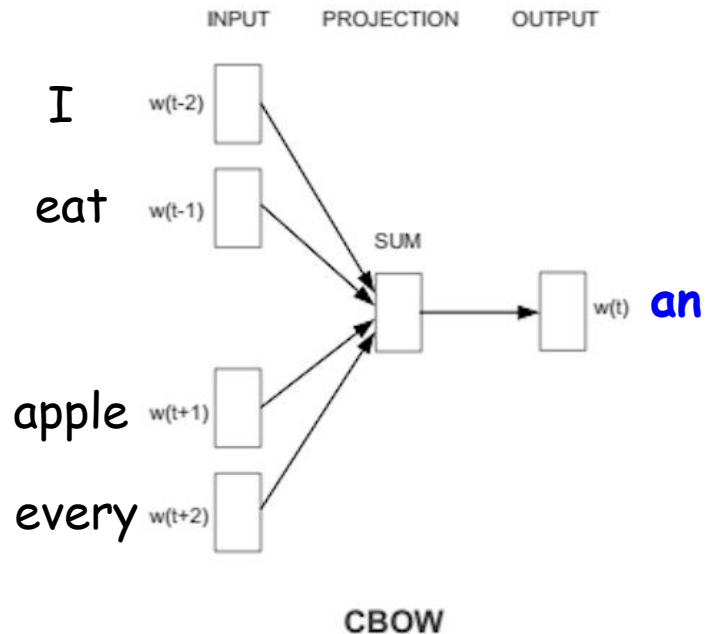 INPUT PROJECTION OUTPUT
I w(t-2)
eat w(t-1)
SUM
w(t) an
apple w(t+1)
every w(t+2)
CBOW